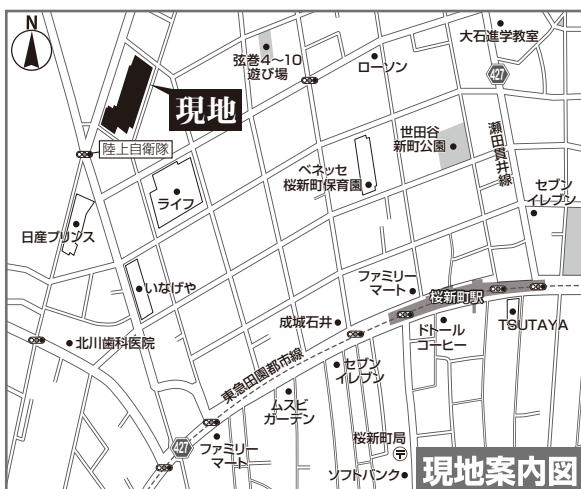 N
大石進学教室
弦巻4〜10
遊び場
ローソン
427
現地
陸上自衛隊
世田谷
新町公園
瀬田貫井線
ベネッセ
桜新町保育園
ライフ
セブン
イレブン
日産プリンス
ファミリー
マート
桜新町駅
いなげや
成城石井
ドトール
コーヒー
TSUTAYA
北川歯科医院
東急田園都市線
セブン
イレブン
ムスビ
ガーデン
427
ファミリー
マート
桜新町局
〒
ソフトバンク
現地案内図